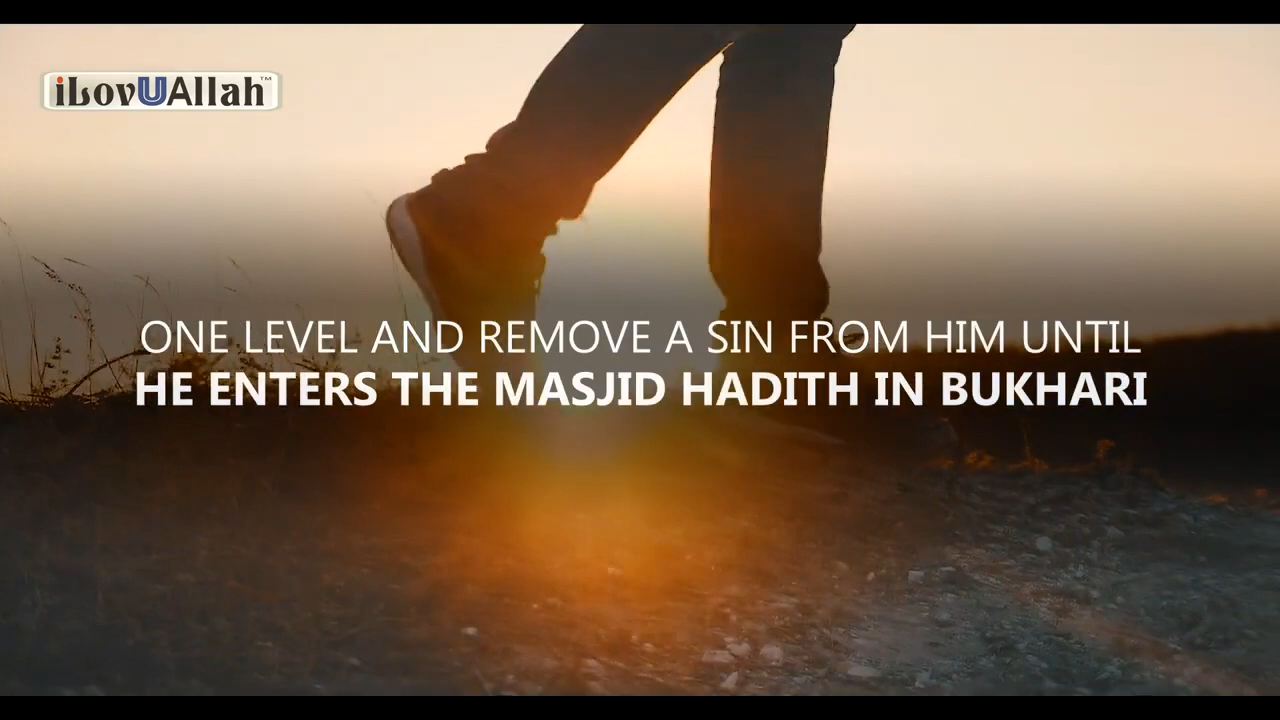 iLovUAllah™
ONE LEVEL AND REMOVE A SIN FROM HIM UNTIL
HE ENTERS THE MASJID HADITH IN BUKHARI